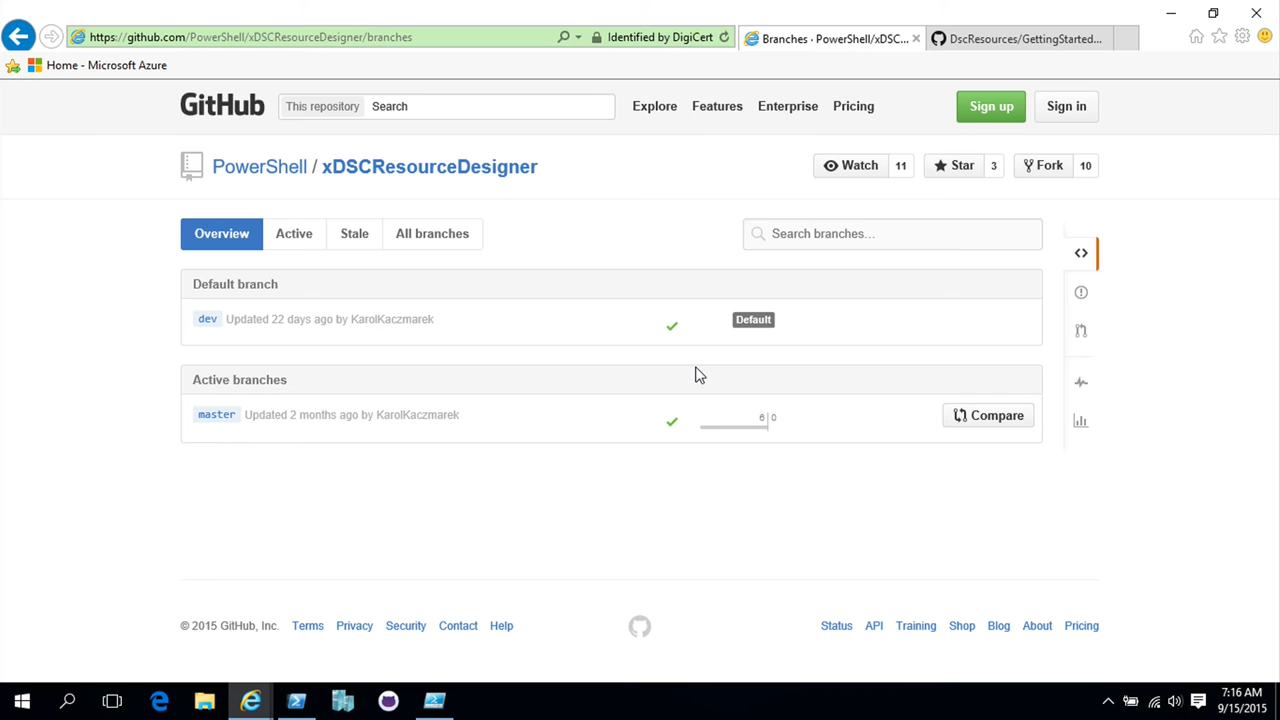 https://github.com/PowerShell/xDSCResourceDesigner/branches
Identified by DigiCert
Branches · PowerShell/xDSC...
DscResources/GettingStarted...
Home - Microsoft Azure
GitHub
This repository
Search
Explore
Features
Enterprise
Pricing
Sign up
Sign in
PowerShell / xDSCResourceDesigner
Watch 11
Star 3
Fork 10
Overview
Active
Stale
All branches
Search branches...
Default branch
dev Updated 22 days ago by KarolKaczmarek
Default
Active branches
master Updated 2 months ago by KarolKaczmarek
6 | 0
Compare
© 2015 GitHub, Inc.
Terms
Privacy
Security
Contact
Help
Status
API
Training
Shop
Blog
About
Pricing
7:16 AM
9/15/2015